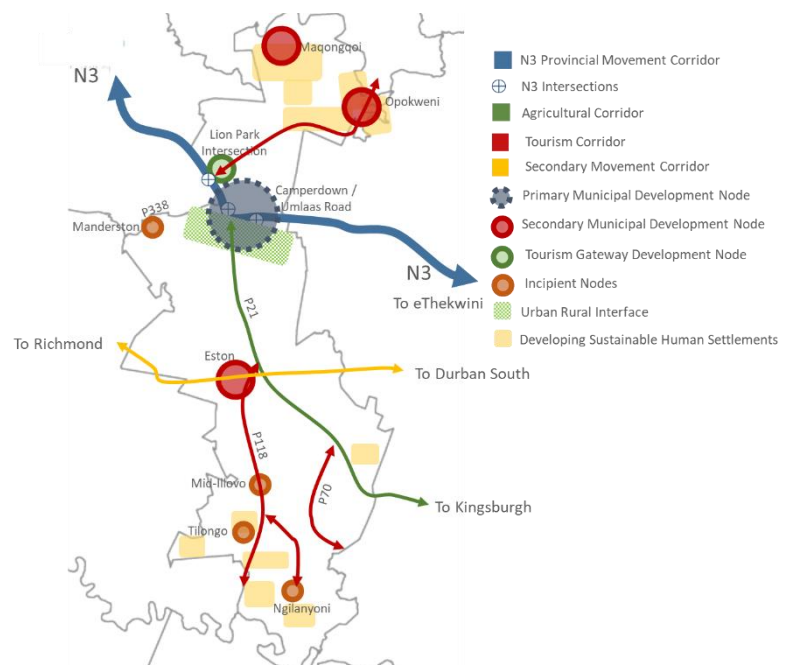 Maqongqoi
N3
Opokweni
Lion Park
Intersection
Camperdown /
Umlaas Road
P338
Manderston
N3
To eThekwini
P21
To Richmond
Eston
To Durban South
P118
Mid-Illovo
P70
To Kingsburgh
Tilongo
Ngilanyoni
N3 Provincial Movement Corridor
N3 Intersections
Agricultural Corridor
Tourism Corridor
Secondary Movement Corridor
Primary Municipal Development Node
Secondary Municipal Development Node
Tourism Gateway Development Node
Incipient Nodes
Urban Rural Interface
Developing Sustainable Human Settlements